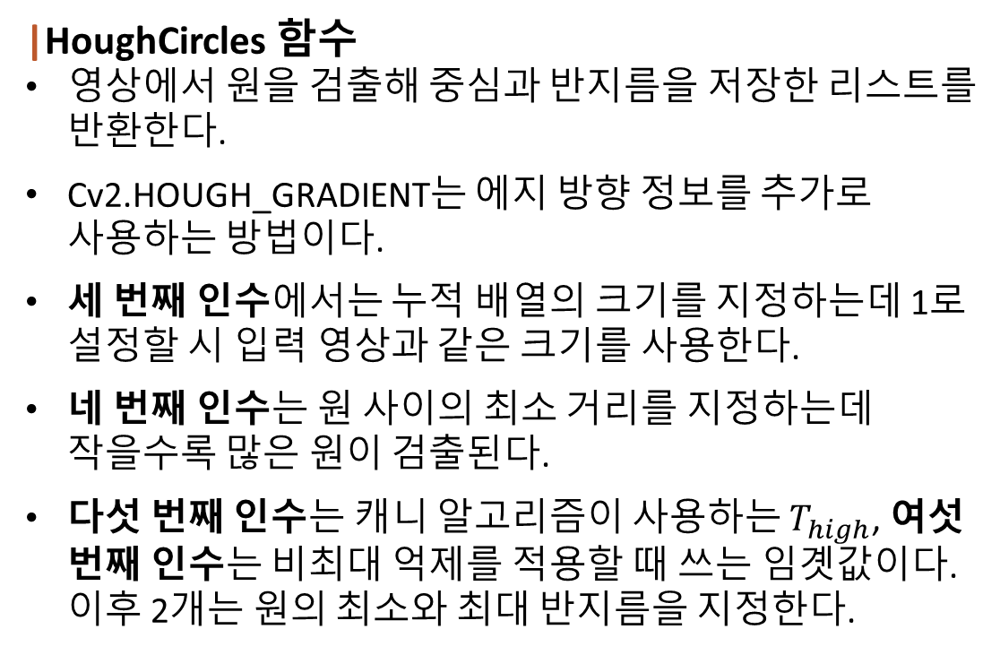 HoughCircles 함수
• 영상에서 원을 검출해 중심과 반지름을 저장한 리스트를
반환한다.
• Cv2.HOUGH_GRADIENT는 에지 방향 정보를 추가로
사용하는 방법이다.
• 세 번째 인수에서는 누적 배열의 크기를 지정하는데 1로
설정할 시 입력 영상과 같은 크기를 사용한다.
• 네 번째 인수는 원 사이의 최소 거리를 지정하는데
작을수록 많은 원이 검출된다.
• 다섯 번째 인수는 캐니 알고리즘이 사용하는 T_high, 여섯
번째 인수는 비최대 억제를 적용할 때 쓰는 임곗값이다.
이후 2개는 원의 최소와 최대 반지름을 지정한다.